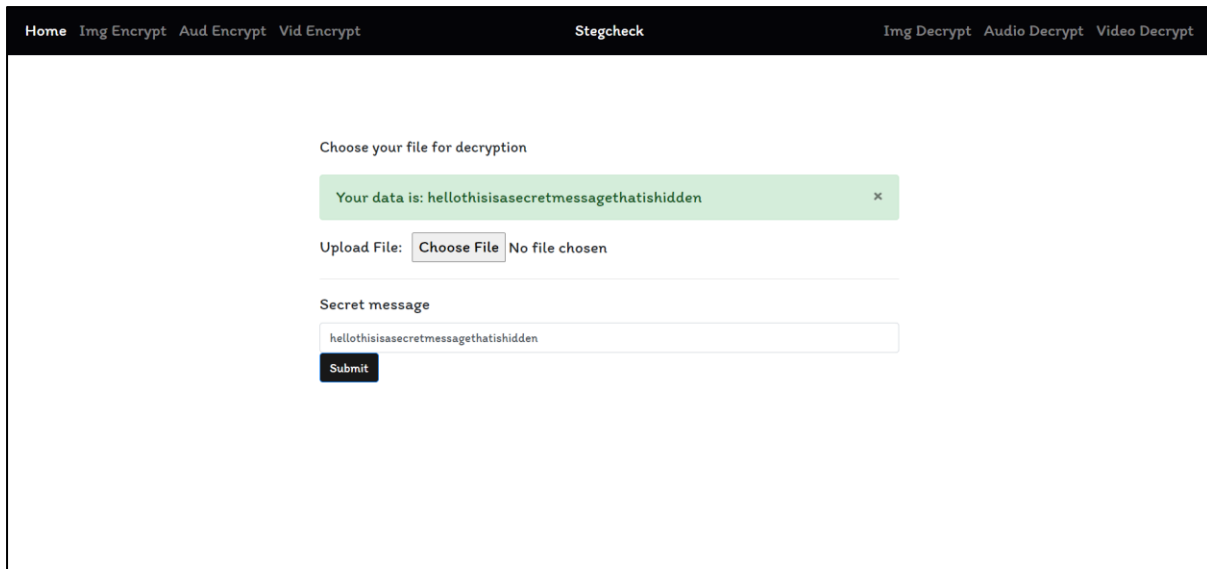 Home Img Encrypt Aud Encrypt Vid Encrypt Stegcheck Img Decrypt Audio Decrypt Video Decrypt
Choose your file for decryption
Your data is: hellothisisasecretmessagethatishidden ×
Upload File: Choose File No file chosen
Secret message
hellothisisasecretmessagethatishidden
Submit